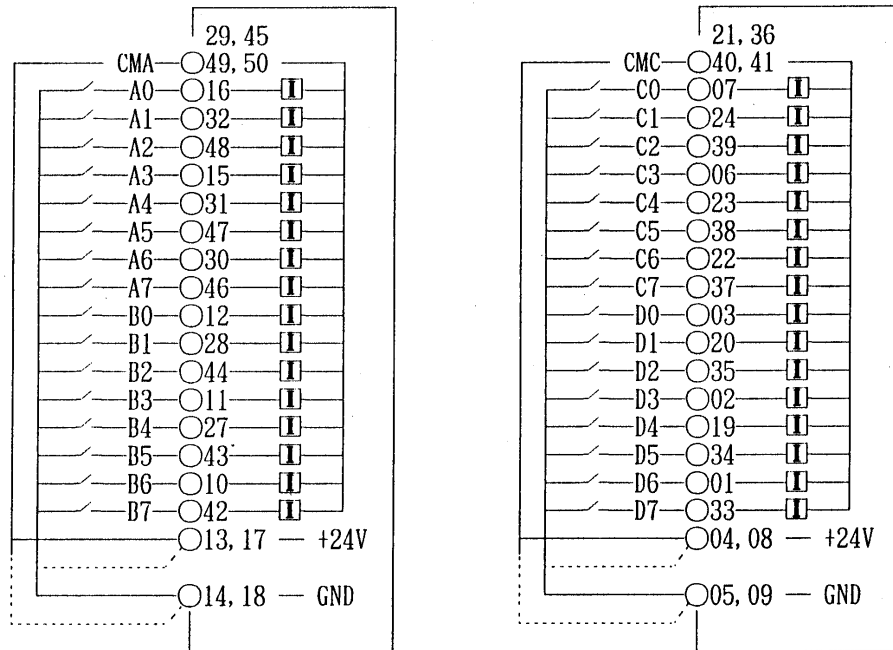 29, 45
CMA 49, 50
A0 16 I
A1 32 I
A2 48 I
A3 15 I
A4 31 I
A5 47 I
A6 30 I
A7 46 I
B0 12 I
B1 28 I
B2 44 I
B3 11 I
B4 27 I
B5 43 I
B6 10 I
B7 42 I
13, 17 — +24V
14, 18 — GND
21, 36
CMC 40, 41
C0 07 I
C1 24 I
C2 39 I
C3 06 I
C4 23 I
C5 38 I
C6 22 I
C7 37 I
D0 03 I
D1 20 I
D2 35 I
D3 02 I
D4 19 I
D5 34 I
D6 01 I
D7 33 I
04, 08 — +24V
05, 09 — GND